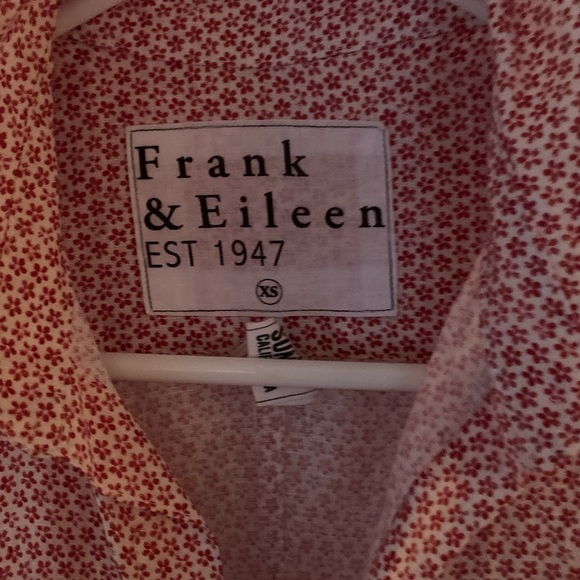 Frank
& Eileen
EST 1947
XS